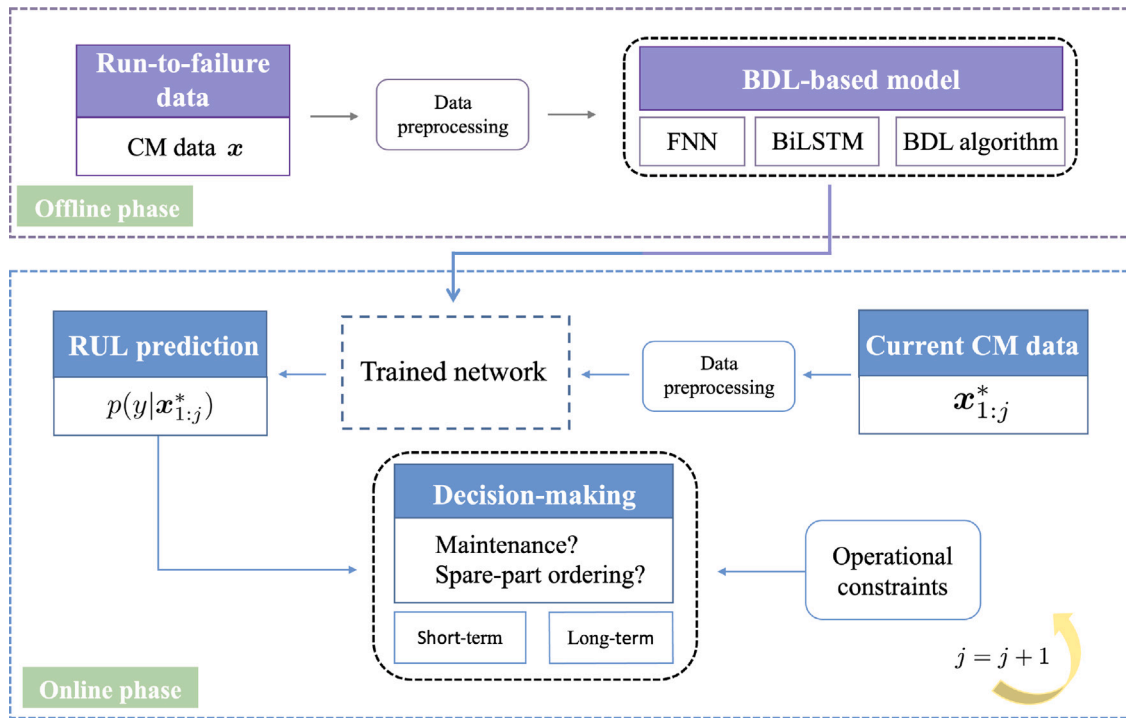 Run-to-failure
data
CM data x
Data
preprocessing
BDL-based model
FNN
BiLSTM
BDL algorithm
Offline phase
RUL prediction
p(y|x*1:j)
Trained network
Data
preprocessing
Current CM data
x*1:j
Decision-making
Maintenance?
Spare-part ordering?
Short-term
Long-term
Operational
constraints
j = j + 1
Online phase